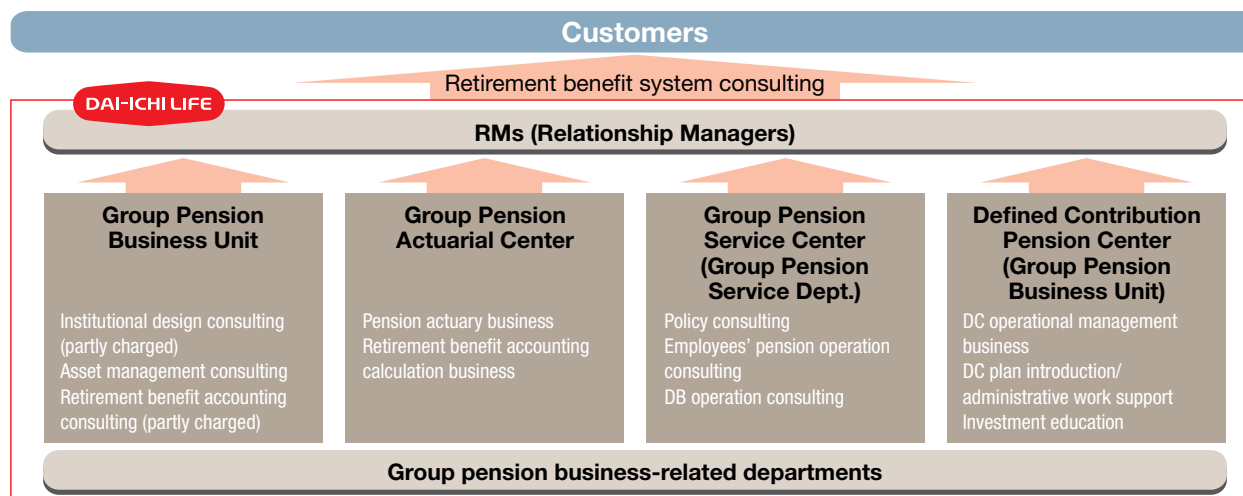 Customers
Retirement benefit system consulting
DAI-ICHI LIFE
RMs (Relationship Managers)
Group Pension
Business Unit
Institutional design consulting
(partly charged)
Asset management consulting
Retirement benefit accounting
consulting (partly charged)
Group Pension
Actuarial Center
Pension actuary business
Retirement benefit accounting
calculation business
Group Pension
Service Center
(Group Pension
Service Dept.)
Policy consulting
Employees’ pension operation
consulting
DB operation consulting
Defined Contribution
Pension Center
(Group Pension
Business Unit)
DC operational management
business
DC plan introduction/
administrative work support
Investment education
Group pension business-related departments